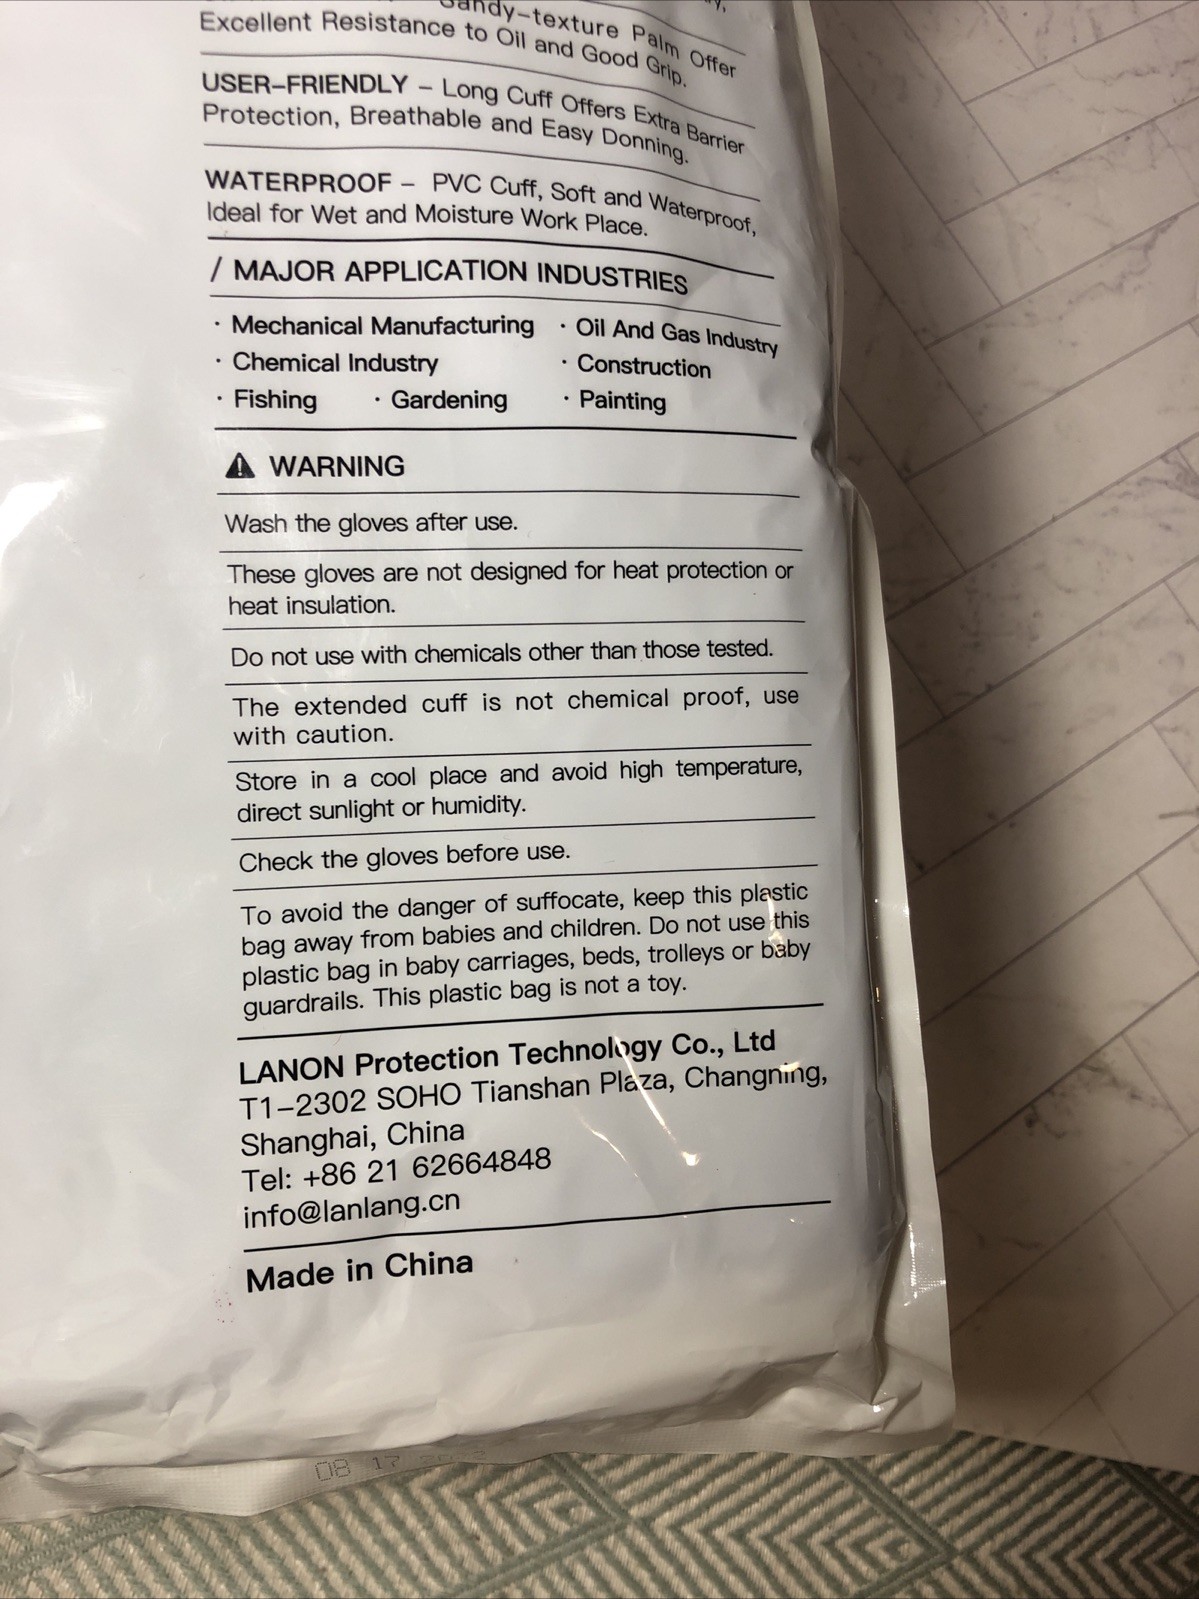 Sandy-texture Palm Offer
Excellent Resistance to Oil and Good Grip.
USER-FRIENDLY - Long Cuff Offers Extra Barrier
Protection, Breathable and Easy Donning.
WATERPROOF - PVC Cuff, Soft and Waterproof,
Ideal for Wet and Moisture Work Place.
/ MAJOR APPLICATION INDUSTRIES
· Mechanical Manufacturing · Oil And Gas Industry
· Chemical Industry · Construction
· Fishing · Gardening · Painting
⚠ WARNING
Wash the gloves after use.
These gloves are not designed for heat protection or
heat insulation.
Do not use with chemicals other than those tested.
The extended cuff is not chemical proof, use
with caution.
Store in a cool place and avoid high temperature,
direct sunlight or humidity.
Check the gloves before use.
To avoid the danger of suffocate, keep this plastic
bag away from babies and children. Do not use this
plastic bag in baby carriages, beds, trolleys or baby
guardrails. This plastic bag is not a toy.
LANON Protection Technology Co., Ltd
T1-2302 SOHO Tianshan Plaza, Changning,
Shanghai, China
Tel: +86 21 62664848
info@lanlang.cn
Made in China
08 17